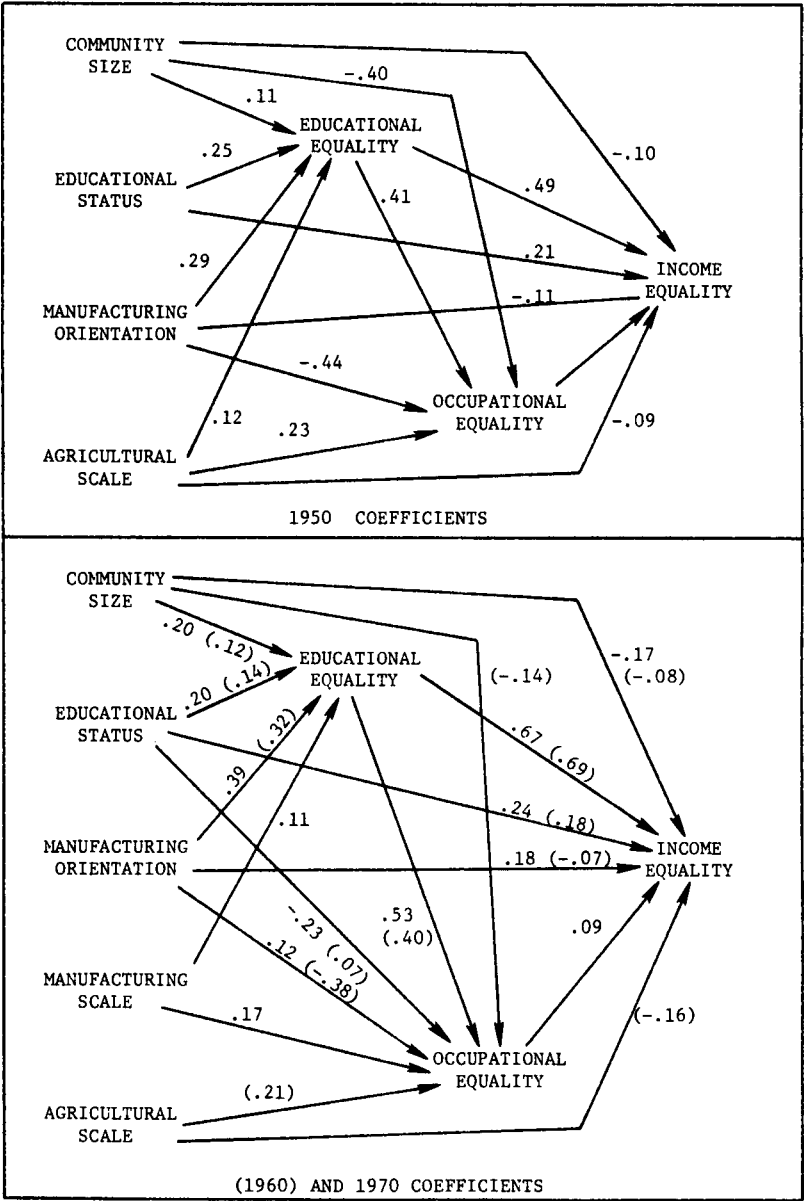 COMMUNITY
SIZE
-.40
.11
EDUCATIONAL
EQUALITY
.25
-.10
EDUCATIONAL
STATUS
.41
.49
.29
.21
INCOME
EQUALITY
-.11
MANUFACTURING
ORIENTATION
-.44
OCCUPATIONAL
EQUALITY
.12
.23
-.09
AGRICULTURAL
SCALE
1950 COEFFICIENTS
COMMUNITY
SIZE
.20 (.12)
EDUCATIONAL
EQUALITY
-.17
(-.08)
(-.14)
.20 (.14)
EDUCATIONAL
STATUS
.67 (.69)
.39 (.32)
.11
.24 (.18)
INCOME
EQUALITY
MANUFACTURING
ORIENTATION
.18 (-.07)
-.23 (.07)
.53
(.40)
.09
.12 (-.38)
MANUFACTURING
SCALE
.17
(-.16)
OCCUPATIONAL
EQUALITY
(.21)
AGRICULTURAL
SCALE
(1960) AND 1970 COEFFICIENTS